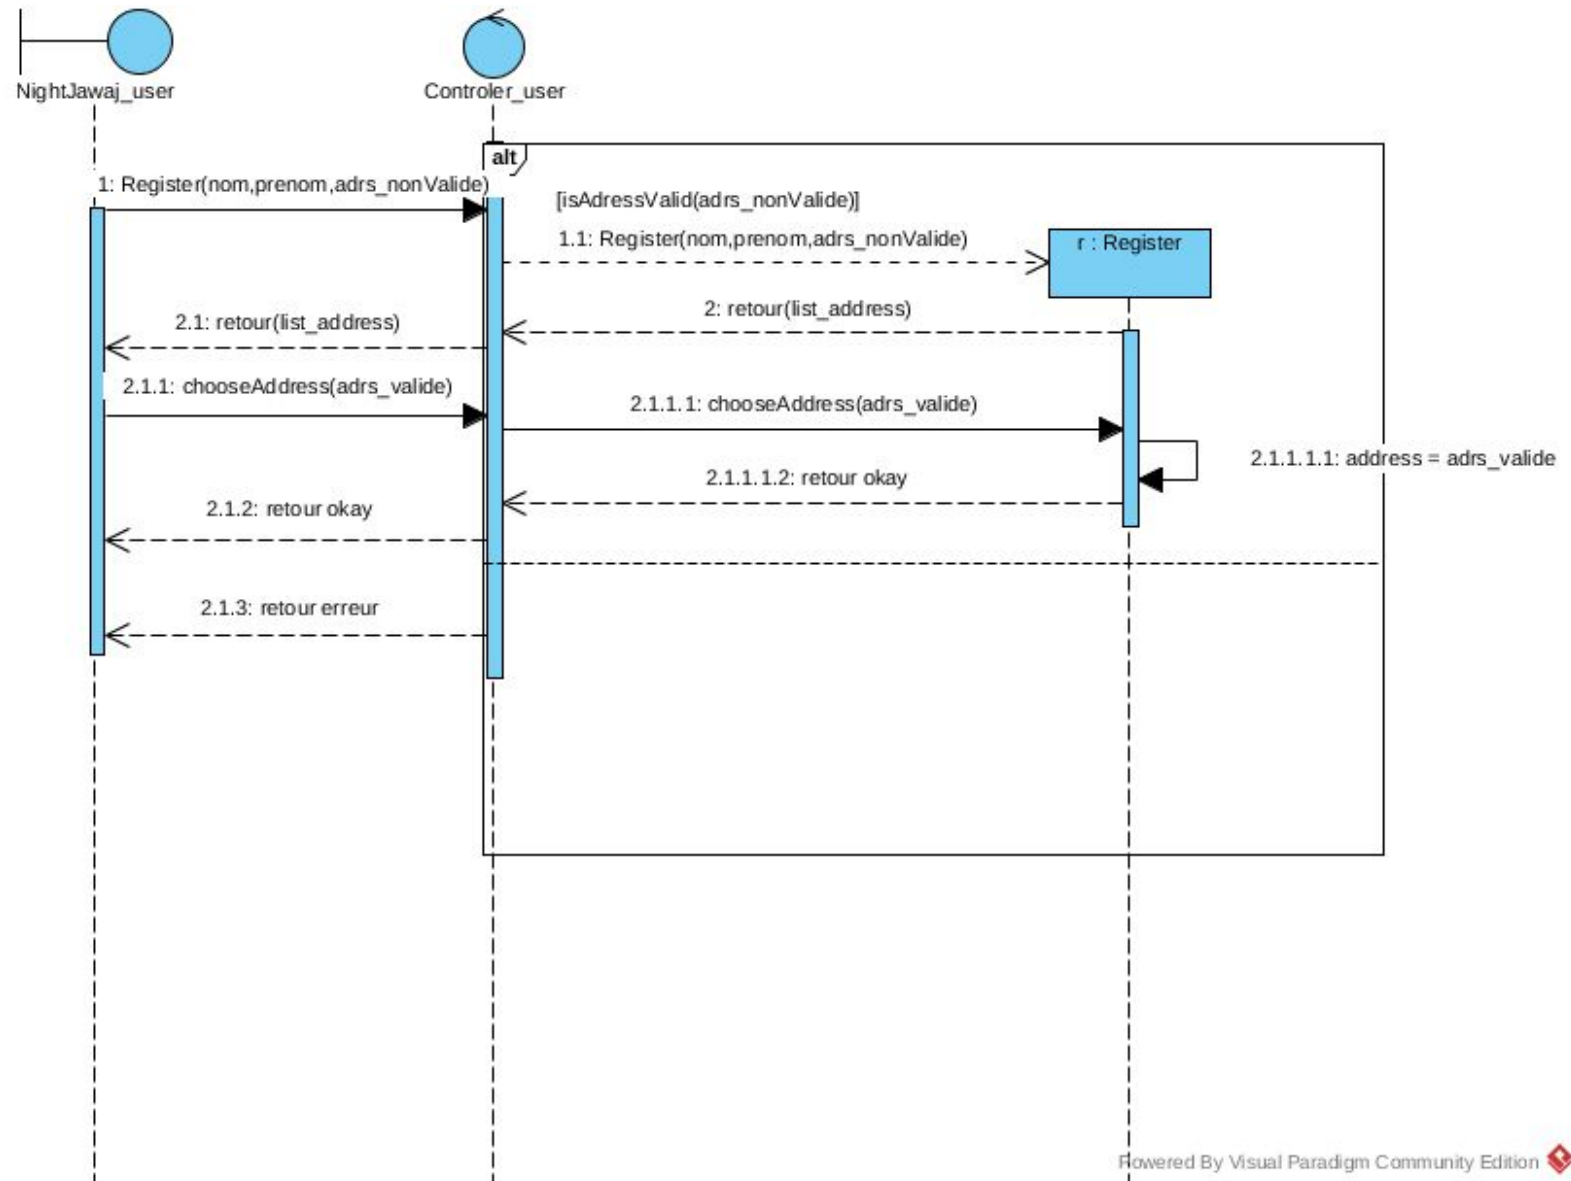 NightJawaj_user
Controler_user
alt
1: Register(nom,prenom,adrs_nonValide)
[isAdressValid(adrs_nonValide)]
1.1: Register(nom,prenom,adrs_nonValide)
r : Register
2: retour(list_address)
2.1: retour(list_address)
2.1.1: chooseAddress(adrs_valide)
2.1.1.1: chooseAddress(adrs_valide)
2.1.1.1.1: address = adrs_valide
2.1.1.1.2: retour okay
2.1.2: retour okay
2.1.3: retour erreur
Powered By Visual Paradigm Community Edition